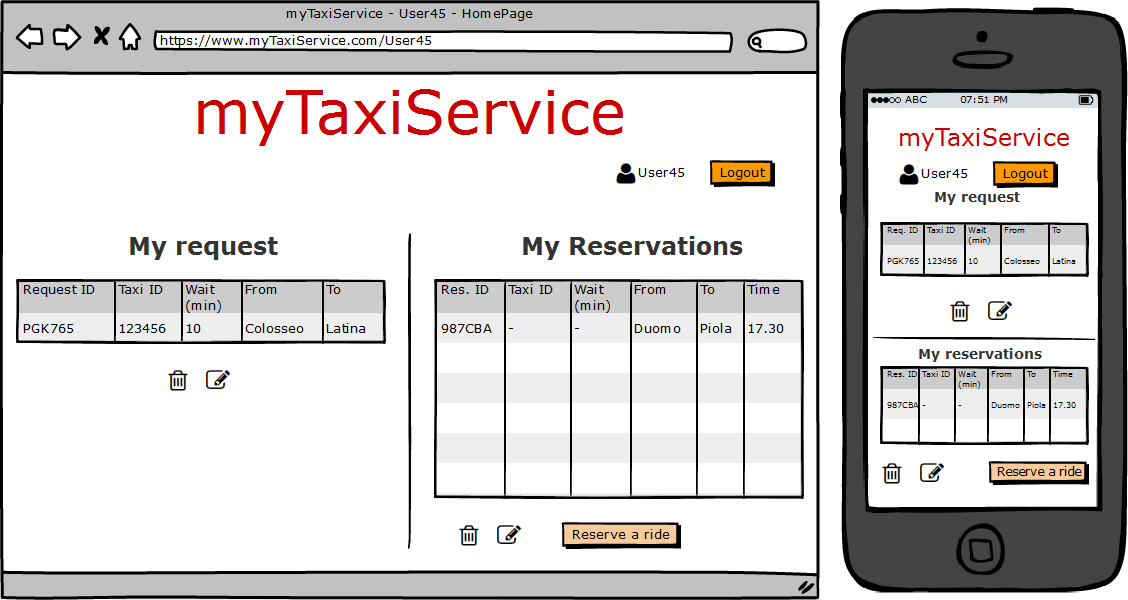 myTaxiService - User45 - HomePage
https://www.myTaxiService.com/User45
myTaxiService
User45 Logout
My request
Request ID Taxi ID Wait (min) From To
PGK765 123456 10 Colosseo Latina
My Reservations
Res. ID Taxi ID Wait (min) From To Time
987CBA - - Duomo Piola 17.30
Reserve a ride
ABC 07:51 PM
myTaxiService
User45 Logout
My request
Req. ID Taxi ID Wait (min) From To
PGK765 123456 10 Colosseo Latina
My reservations
Res. ID Taxi ID Wait (min) From To Time
987CBA - - Duomo Piola 17.30
Reserve a ride